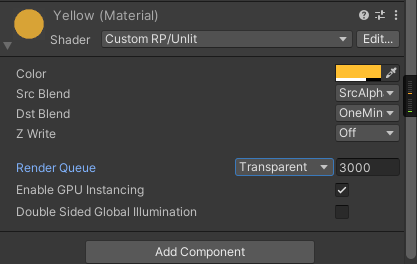 Yellow (Material)
Shader Custom RP/Unlit Edit...
Color
Src Blend SrcAlph
Dst Blend OneMin
Z Write Off
Render Queue Transparent 3000
Enable GPU Instancing
Double Sided Global Illumination
Add Component